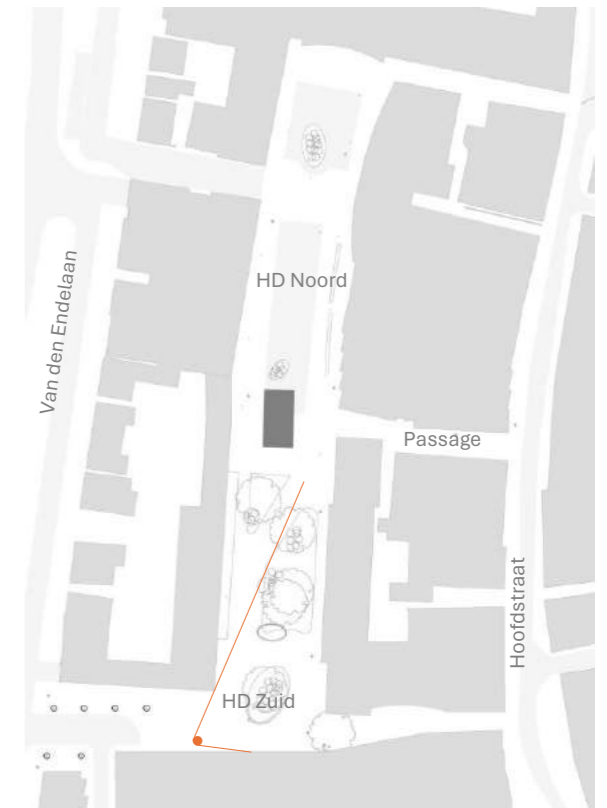 HD Noord
Van den Endelaan
Passage
Hoofdstraat
HD Zuid